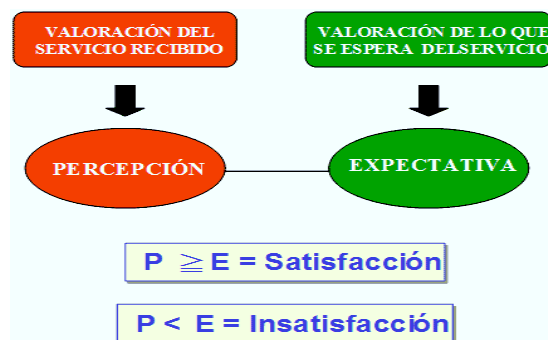 VALORACIÓN DEL
SERVICIO RECIBIDO
VALORACIÓN DE LO QUE
SE ESPERA DELSERVICIO
PERCEPCIÓN
EXPECTATIVA
P ≧ E = Satisfacción
P < E = Insatisfacción